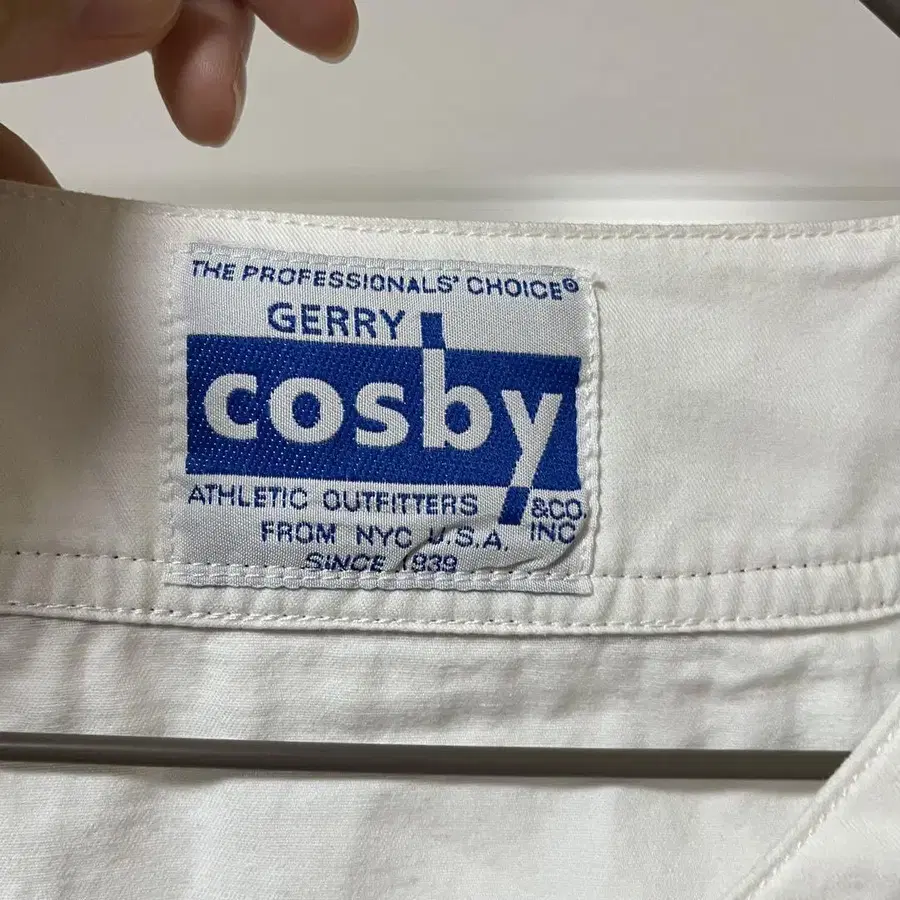 THE PROFESSIONALS' CHOICE®
GERRY
cosby
ATHLETIC OUTFITTERS &CO.
FROM NYC U.S.A. INC
SINCE 1939